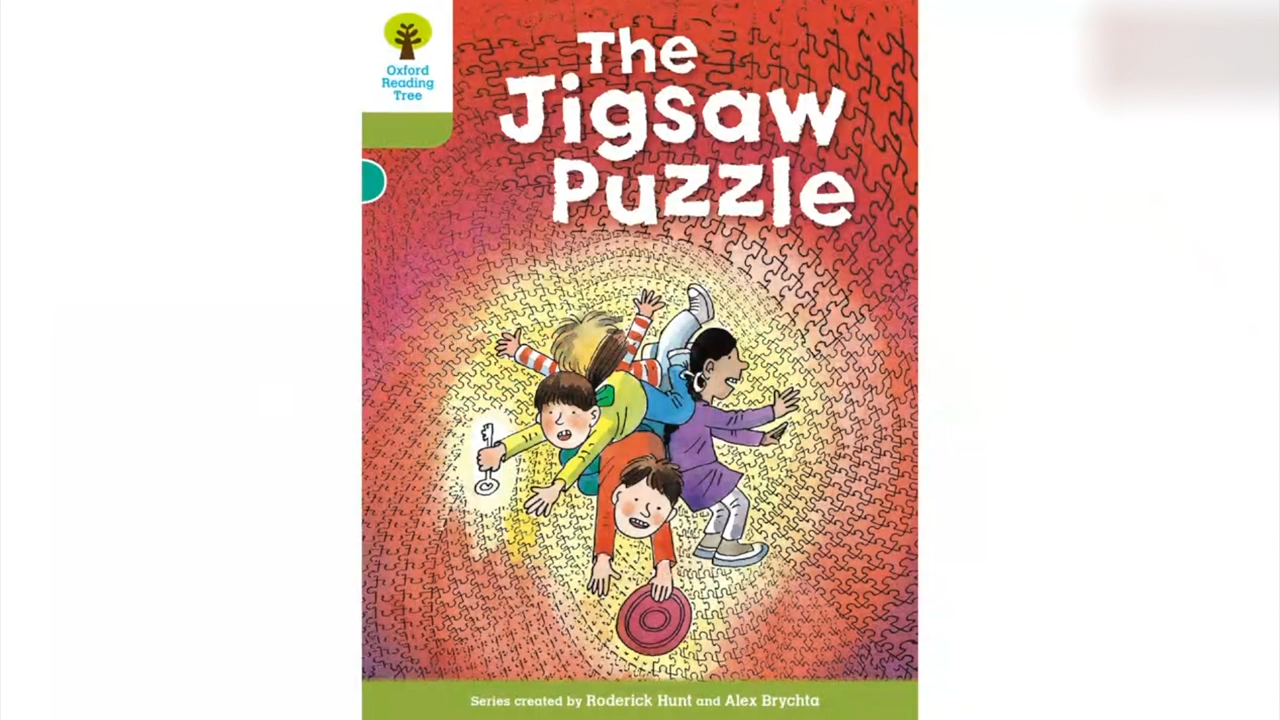 Oxford
Reading
Tree
The
Jigsaw
Puzzle
Series created by Roderick Hunt and Alex Brychta